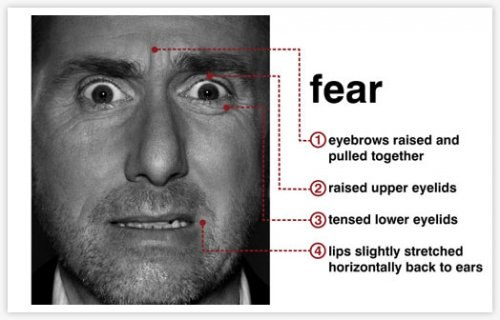 fear
1 eyebrows raised and
pulled together
2 raised upper eyelids
3 tensed lower eyelids
4 lips slightly stretched
horizontally back to ears